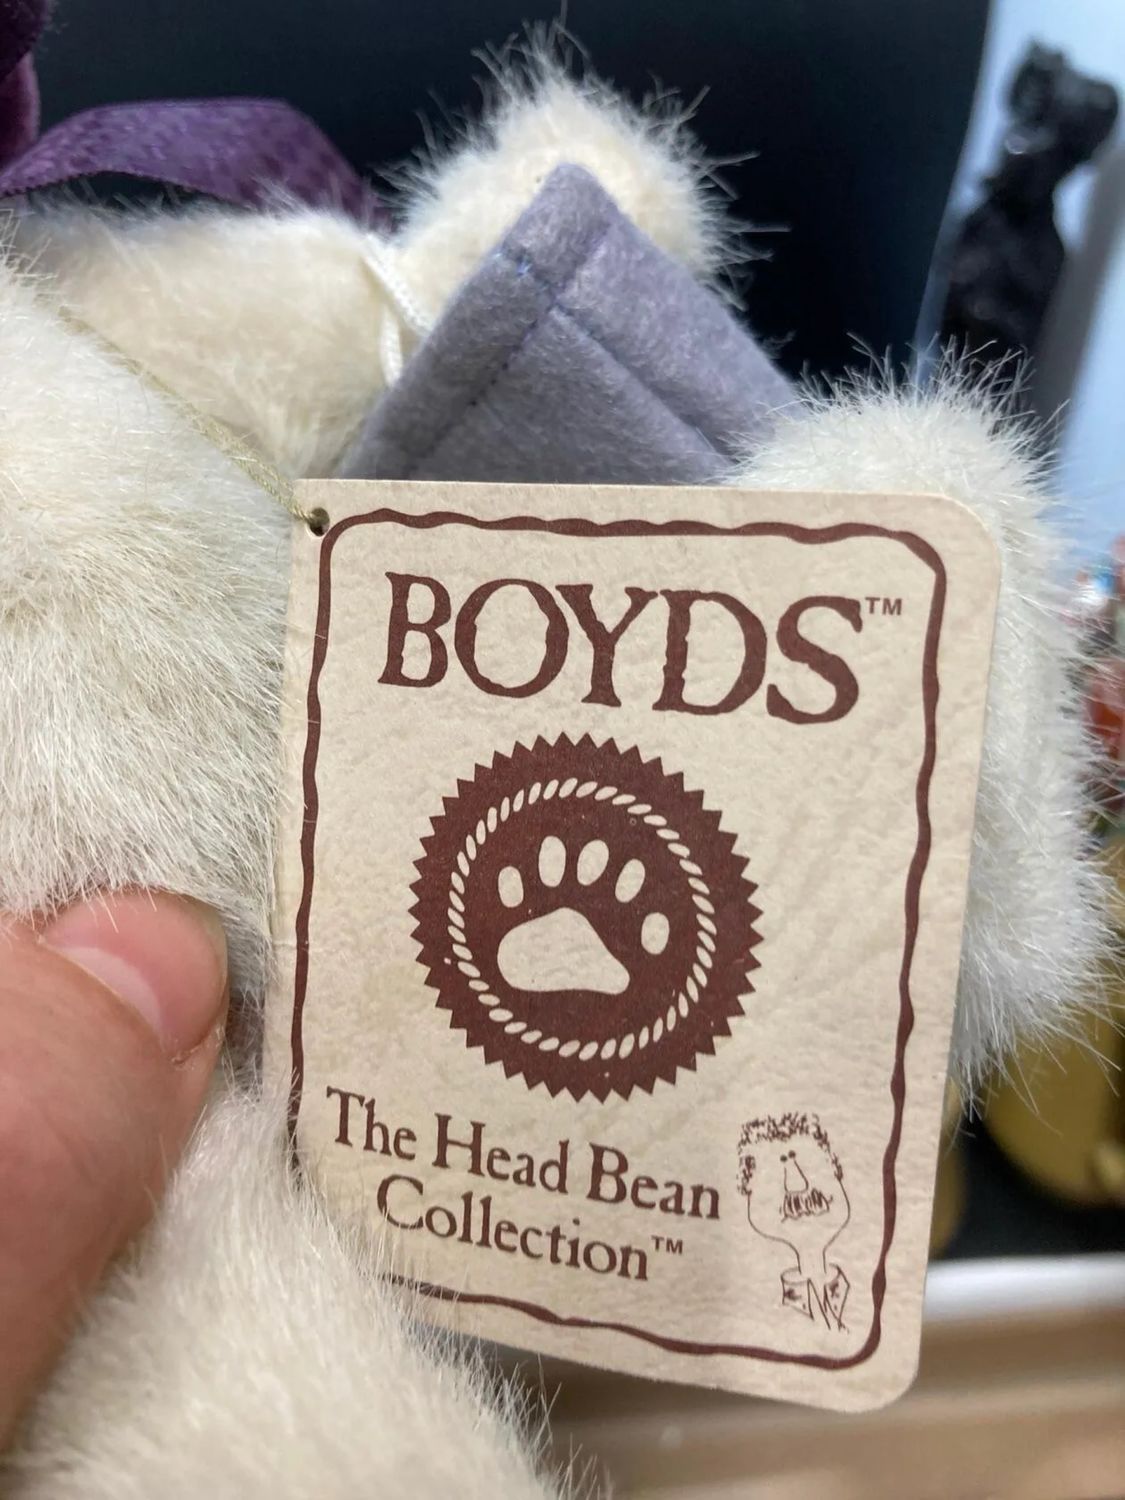 BOYDS™
The Head Bean
Collection™